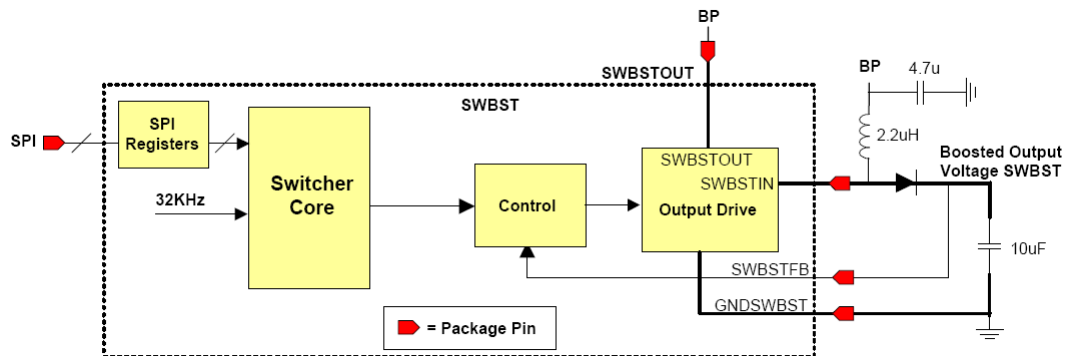 BP
SWBSTOUT
BP
4.7u
SWBST
SPI
SPI
Registers
2.2uH
SWBSTOUT
Boosted Output
Voltage SWBST
SWBSTIN
Switcher
Core
32KHz
Control
Output Drive
10uF
SWBSTFB
GNDSWBST
= Package Pin